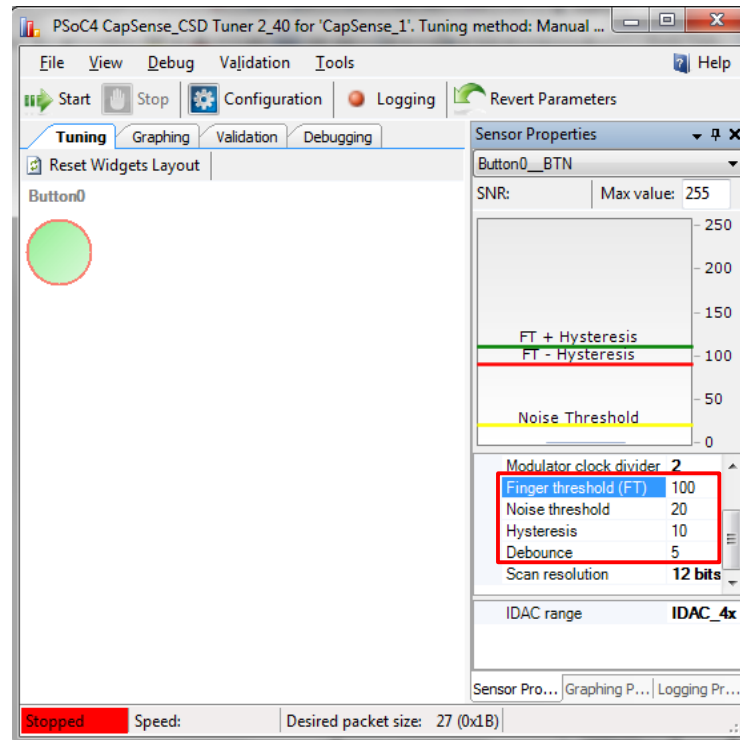 PSoC4 CapSense_CSD Tuner 2_40 for 'CapSense_1'. Tuning method: Manual ...
File View Debug Validation Tools Help
Start Stop Configuration Logging Revert Parameters
Tuning Graphing Validation Debugging
Reset Widgets Layout
Button0
Sensor Properties
Button0__BTN
SNR: Max value: 255
250
200
150
FT + Hysteresis
FT - Hysteresis
100
50
Noise Threshold
0
Modulator clock divider 2
Finger threshold (FT) 100
Noise threshold 20
Hysteresis 10
Debounce 5
Scan resolution 12 bits
IDAC range IDAC_4x
Sensor Pro... Graphing P... Logging Pr...
Stopped Speed: Desired packet size: 27 (0x1B)